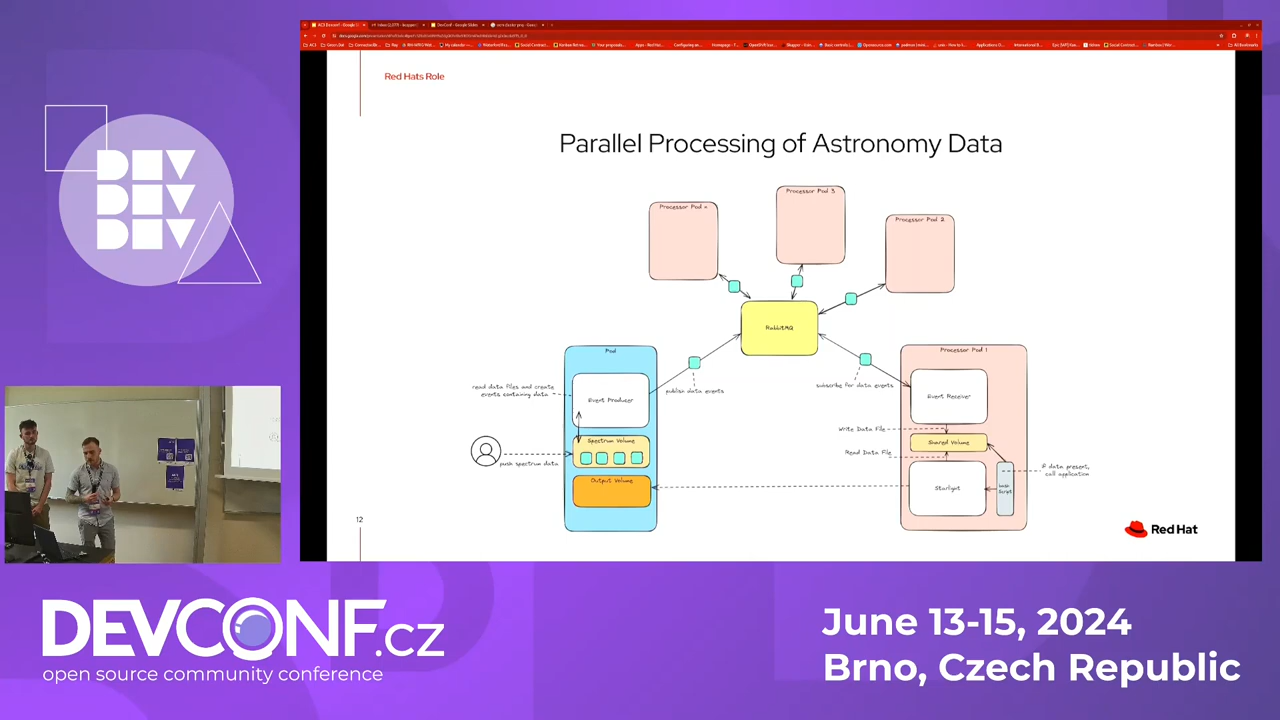 Red Hats Role
Parallel Processing of Astronomy Data
Processor Pod n
Processor Pod 3
Processor Pod 2
RabbitMQ
Pod
Processor Pod 1
read data files and create
events containing data
Event Producer
publish data events
subscribe for data events
Event Receiver
Write Data File
Spectrum Volume
Shared Volume
push spectrum data
Read Data File
if data present,
call application
Output Volume
Starlight
Script
12
Red Hat
DEV
DEV
DEV
DEVCONF.cz
open source community conference
June 13-15, 2024
Brno, Czech Republic